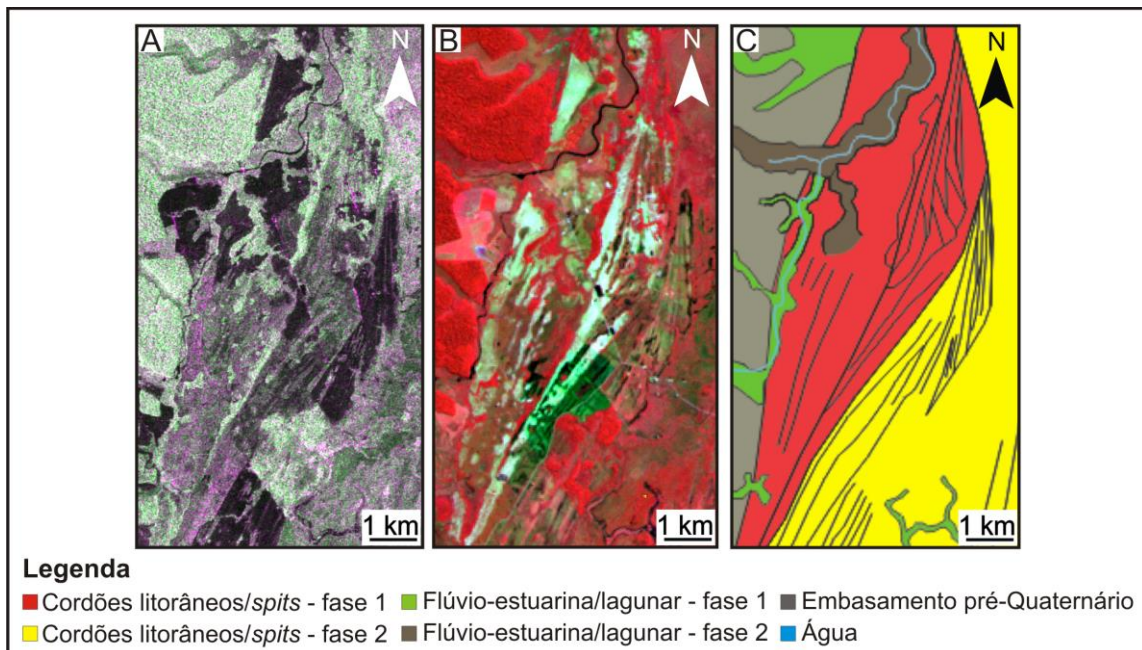 A
N
B
N
C
N
1 km
1 km
1 km
Legenda
Cordões litorâneos/spits - fase 1
Flúvio-estuarina/lagunar - fase 1
Embasamento pré-Quaternário
Cordões litorâneos/spits - fase 2
Flúvio-estuarina/lagunar - fase 2
Água